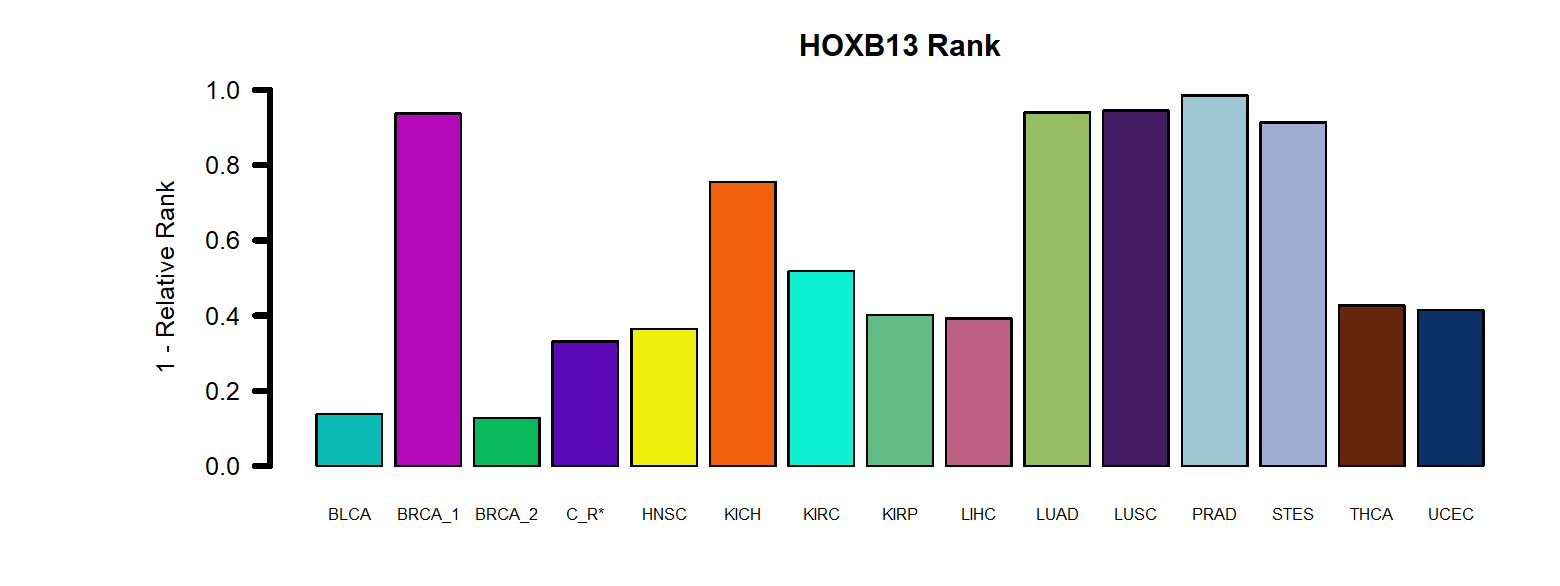 HOXB13 Rank
1 - Relative Rank
1.0
0.8
0.6
0.4
0.2
0.0
BLCA BRCA_1 BRCA_2 C_R* HNSC KICH KIRC KIRP LIHC LUAD LUSC PRAD STES THCA UCEC